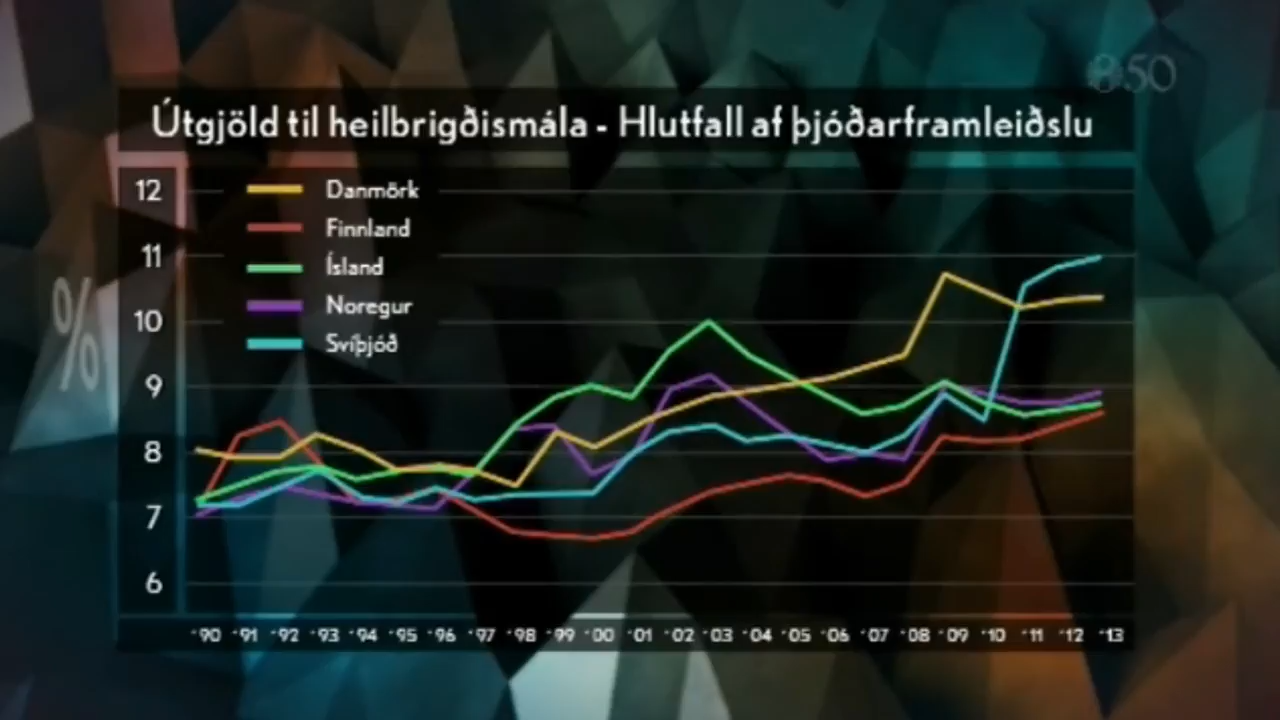 850
Útgjöld til heilbrigðismála - Hlutfall af þjóðarframleiðslu
12
11
10
9
8
7
6
%
Danmörk
Finnland
Ísland
Noregur
Svíþjóð
'90 '91 '92 '93 '94 '95 '96 '97 '98 '99 '00 '01 '02 '03 '04 '05 '06 '07 '08 '09 '10 '11 '12 '13